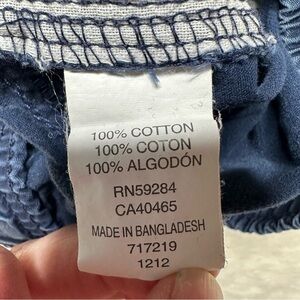 100% COTTON
100% COTON
100% ALGODÓN
RN59284
CA40465
MADE IN BANGLADESH
717219
1212